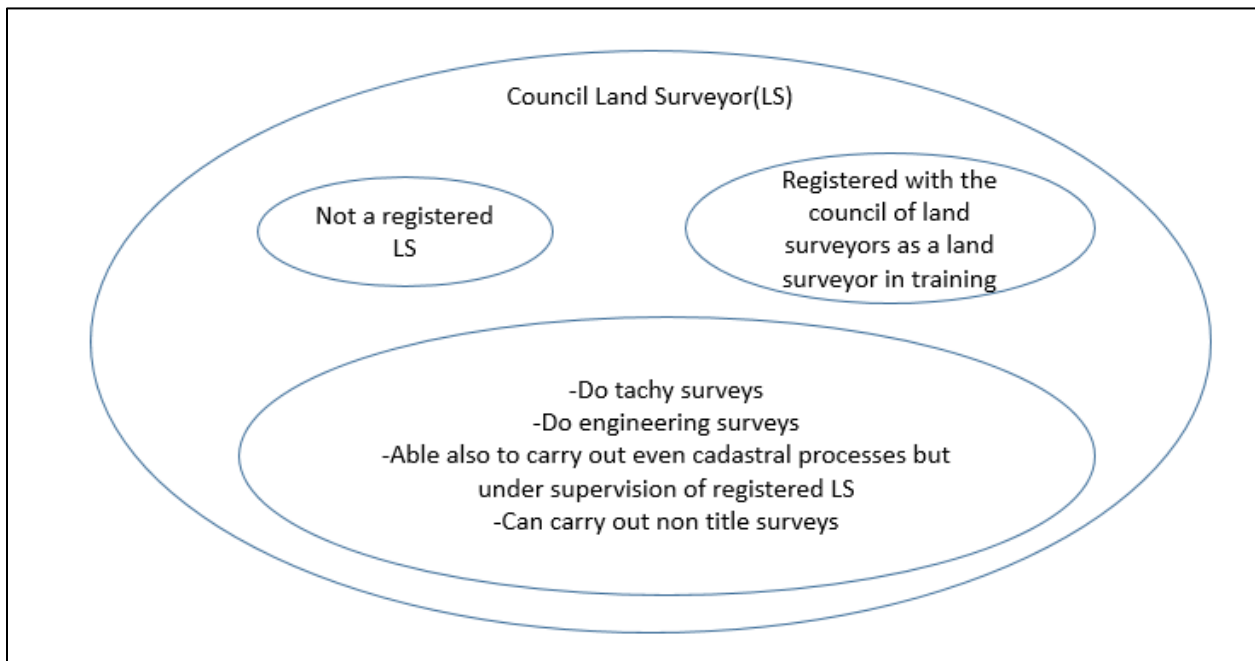 Council Land Surveyor(LS)
Not a registered
LS
Registered with the
council of land
surveyors as a land
surveyor in training
-Do tachy surveys
-Do engineering surveys
-Able also to carry out even cadastral processes but
under supervision of registered LS
-Can carry out non title surveys